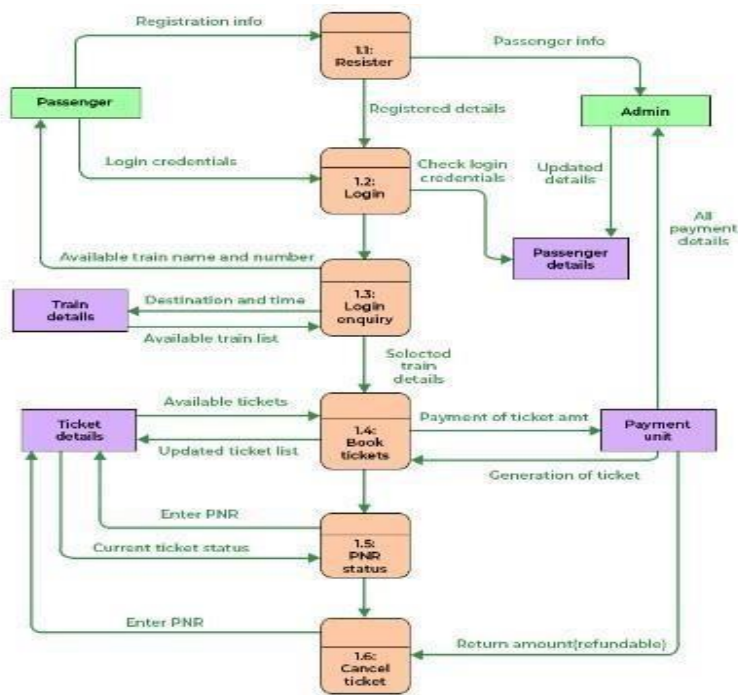 Registration info
1.1:
Resister
Passenger info
Passenger
Admin
Registered details
Login credentials
Check login
credentials
Updated
details
1.2:
Login
All
payment
details
Available train name and number
Passenger
details
1.3:
Login
enquiry
Train
details
Destination and time
Available train list
Selected
train
details
Available tickets
Ticket
details
1.4:
Book
tickets
Payment of ticket amt
Payment
unit
Updated ticket list
Generation of ticket
Enter PNR
1.5:
PNR
status
Current ticket status
Enter PNR
1.6:
Cancel
ticket
Return amount(refundable)